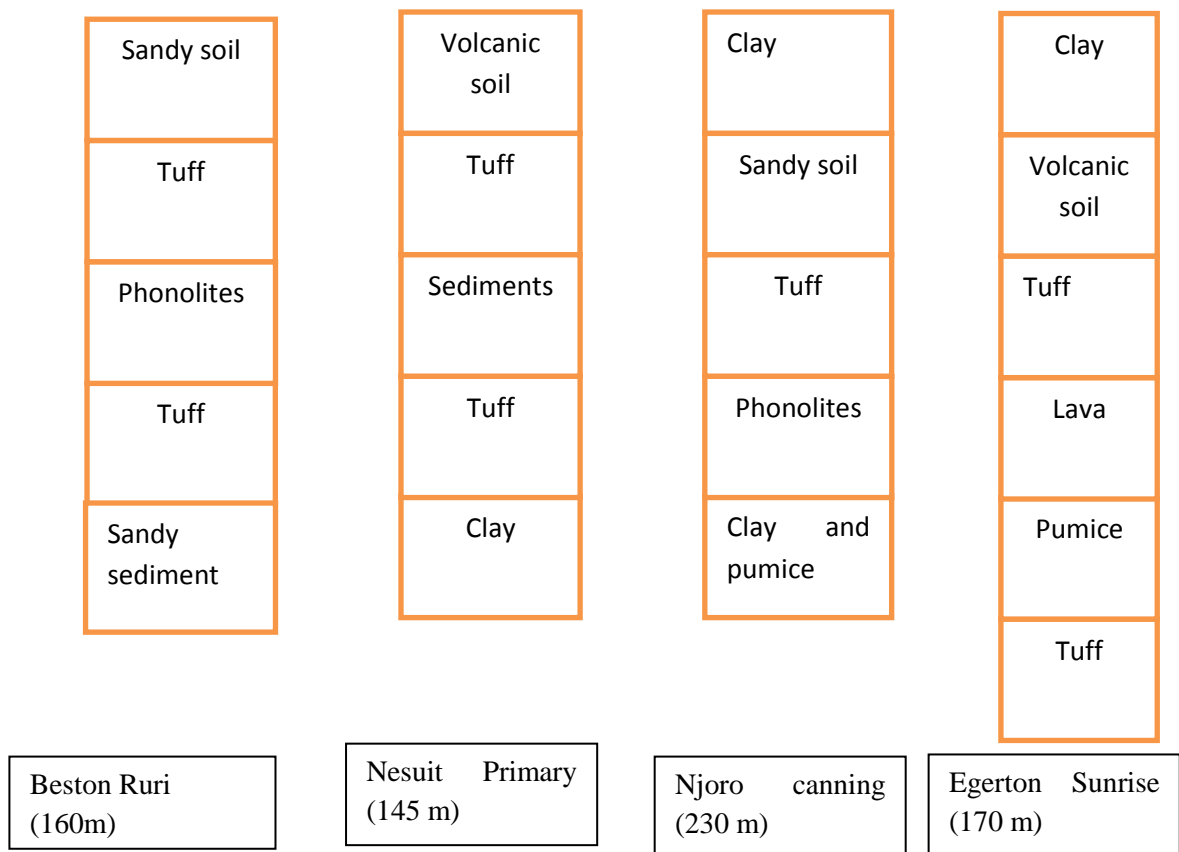 Sandy soil
Tuff
Phonolites
Tuff
Sandy
sediment
Beston Ruri
(160m)
Volcanic
soil
Tuff
Sediments
Tuff
Clay
Nesuit Primary
(145 m)
Clay
Sandy soil
Tuff
Phonolites
Clay and
pumice
Njoro canning
(230 m)
Clay
Volcanic
soil
Tuff
Lava
Pumice
Tuff
Egerton Sunrise
(170 m)